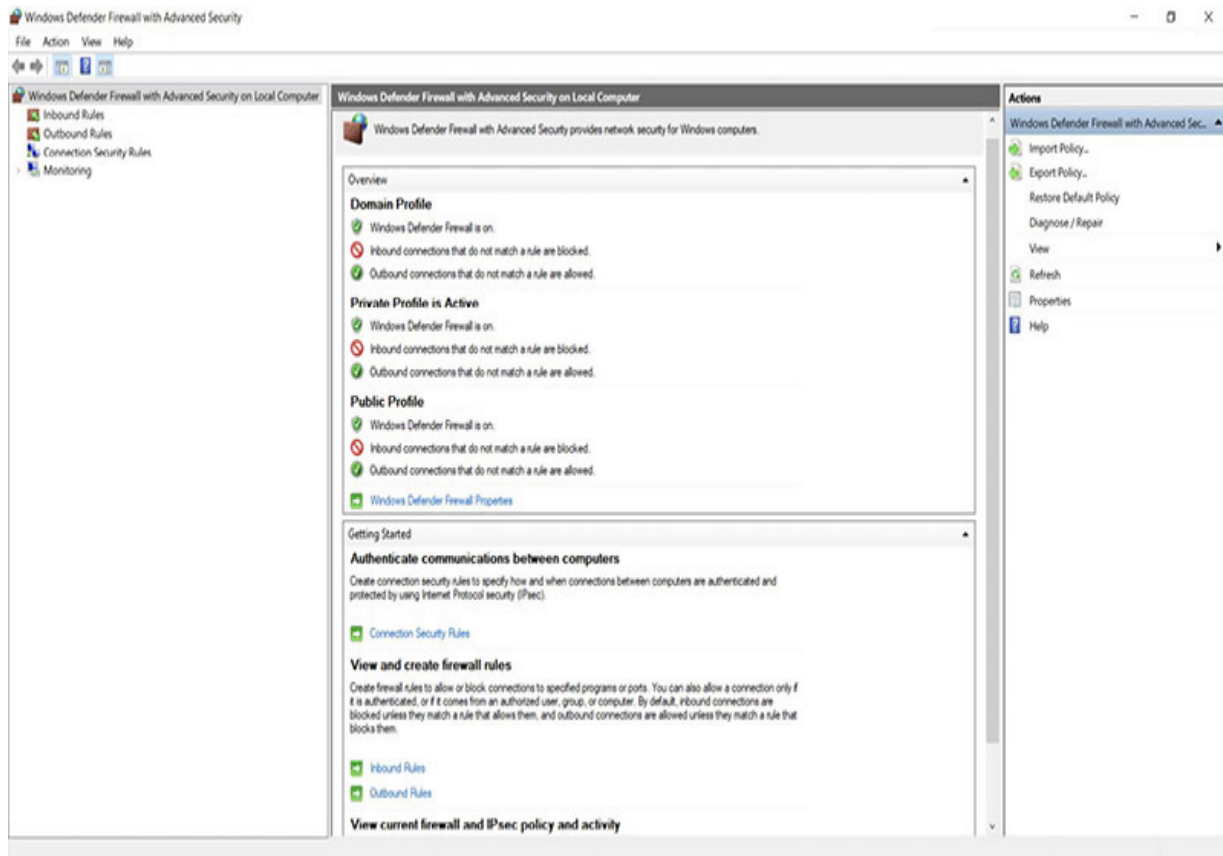 Windows Defender Firewall with Advanced Security
File Action View Help
Windows Defender Firewall with Advanced Security on Local Computer
Inbound Rules
Outbound Rules
Connection Security Rules
Monitoring
Windows Defender Firewall with Advanced Security on Local Computer
Windows Defender Firewall with Advanced Security provides network security for Windows computers.
Overview
Domain Profile
Windows Defender Firewall is on.
Inbound connections that do not match a rule are blocked.
Outbound connections that do not match a rule are allowed.
Private Profile is Active
Windows Defender Firewall is on.
Inbound connections that do not match a rule are blocked.
Outbound connections that do not match a rule are allowed.
Public Profile
Windows Defender Firewall is on.
Inbound connections that do not match a rule are blocked.
Outbound connections that do not match a rule are allowed.
Windows Defender Firewall Properties
Getting Started
Authenticate communications between computers
Create connection security rules to specify how and when connections between computers are authenticated and
protected by using Internet Protocol security (IPsec).
Connection Security Rules
View and create firewall rules
Create firewall rules to allow or block connections to specified programs or ports. You can also allow a connection only if
it is authenticated, or if it comes from an authorized user, group, or computer. By default, inbound connections are
blocked unless they match a rule that allows them, and outbound connections are allowed unless they match a rule that
blocks them.
Inbound Rules
Outbound Rules
View current firewall and IPsec policy and activity
Actions
Windows Defender Firewall with Advanced Sec...
Import Policy...
Export Policy...
Restore Default Policy
Diagnose / Repair
View
Refresh
Properties
Help